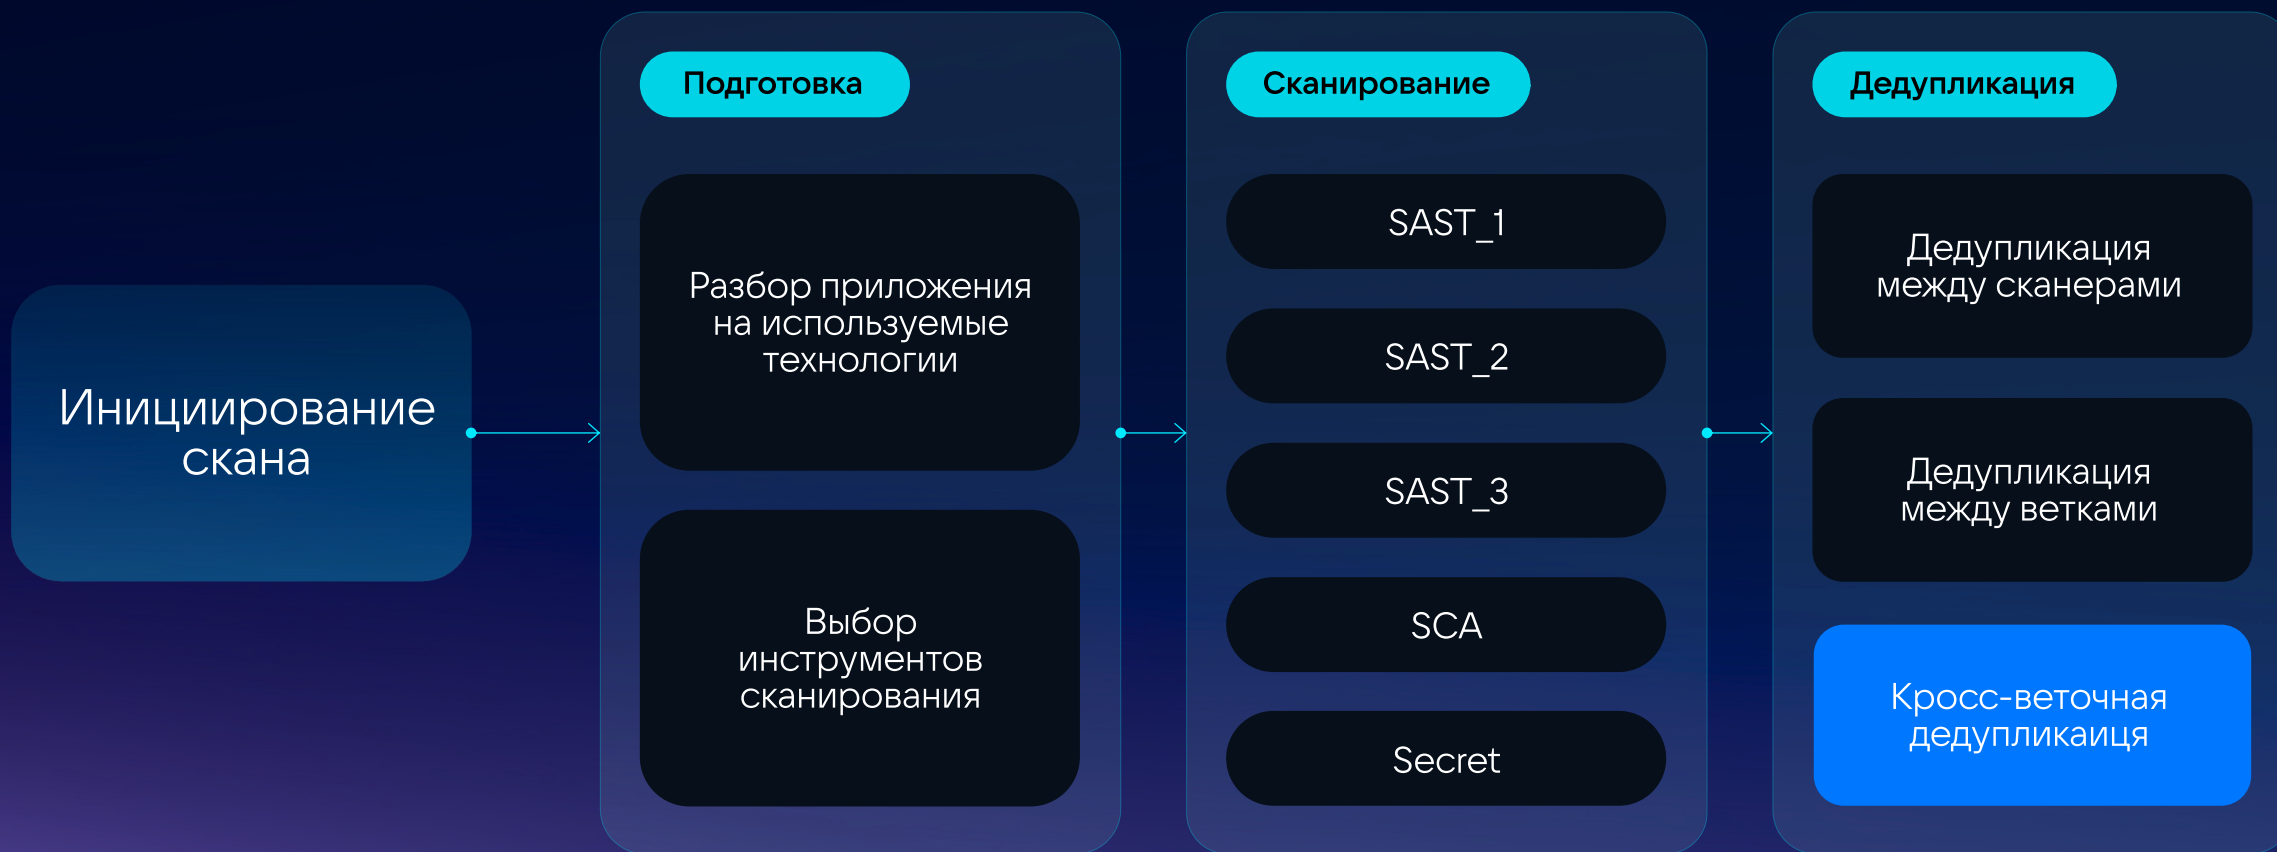 Инициирование
скана
Подготовка
Разбор приложения
на используемые
технологии
Выбор
инструментов
сканирования
Сканирование
SAST_1
SAST_2
SAST_3
SCA
Secret
Дедупликация
Дедупликация
между сканерами
Дедупликация
между ветками
Кросс-веточная
дедупликаиця